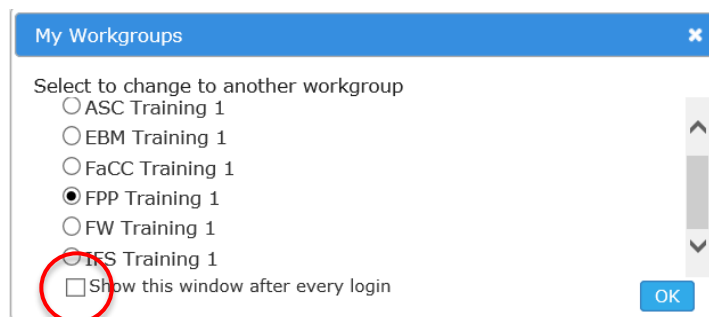 My Workgroups
Select to change to another workgroup
ASC Training 1
EBM Training 1
FaCC Training 1
FPP Training 1
FW Training 1
IFS Training 1
Show this window after every login
OK